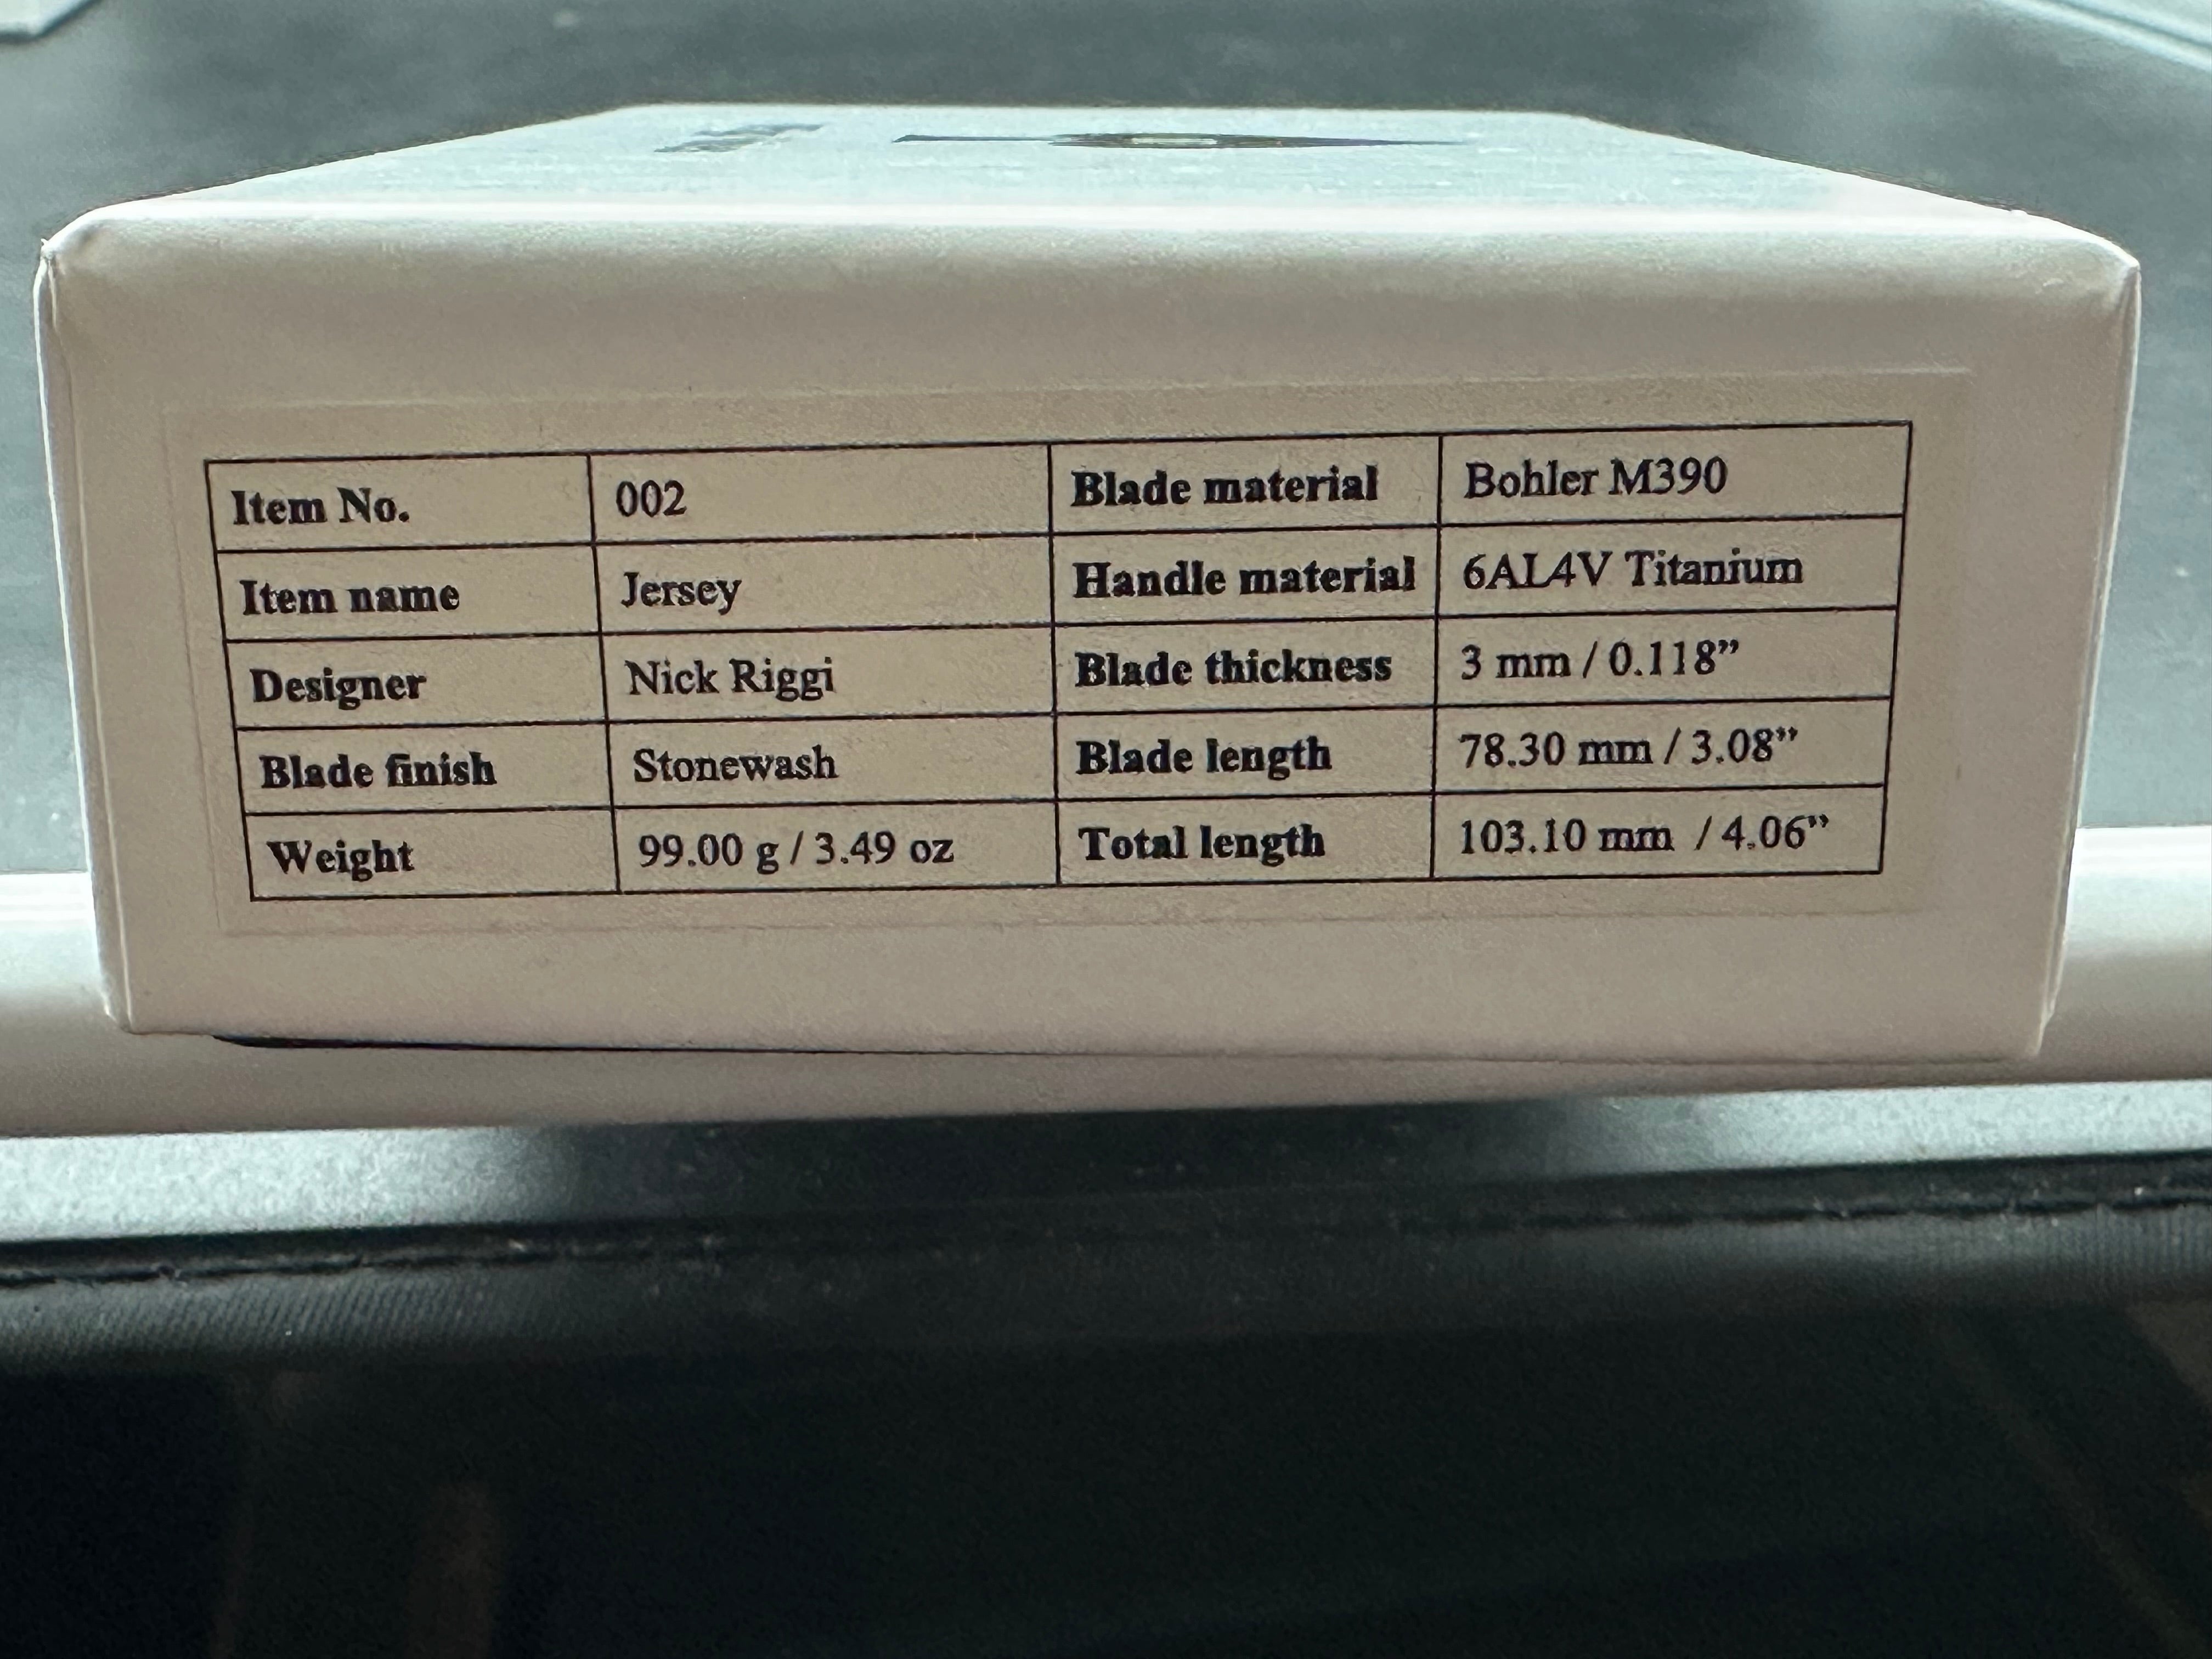 Item No. 002 Blade material Bohler M390
Item name Jersey Handle material 6AL4V Titanium
Designer Nick Riggi Blade thickness 3 mm / 0.118”
Blade finish Stonewash Blade length 78.30 mm / 3.08”
Weight 99.00 g / 3.49 oz Total length 103.10 mm / 4.06”